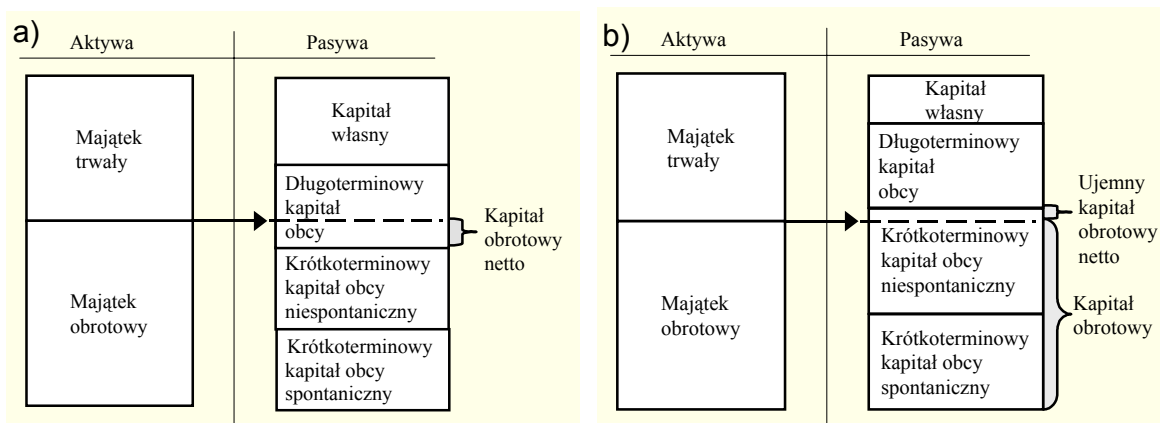 a)
Aktywa
Pasywa
Majątek
trwały
Majątek
obrotowy
Kapitał
własny
Długoterminowy
kapitał
obcy
Krótkoterminowy
kapitał obcy
niespontaniczny
Krótkoterminowy
kapitał obcy
spontaniczny
Kapitał
obrotowy
netto
b)
Aktywa
Pasywa
Majątek
trwały
Majątek
obrotowy
Kapitał
własny
Długoterminowy
kapitał
obcy
Krótkoterminowy
kapitał obcy
niespontaniczny
Krótkoterminowy
kapitał obcy
spontaniczny
Ujemny
kapitał
obrotowy
netto
Kapitał
obrotowy